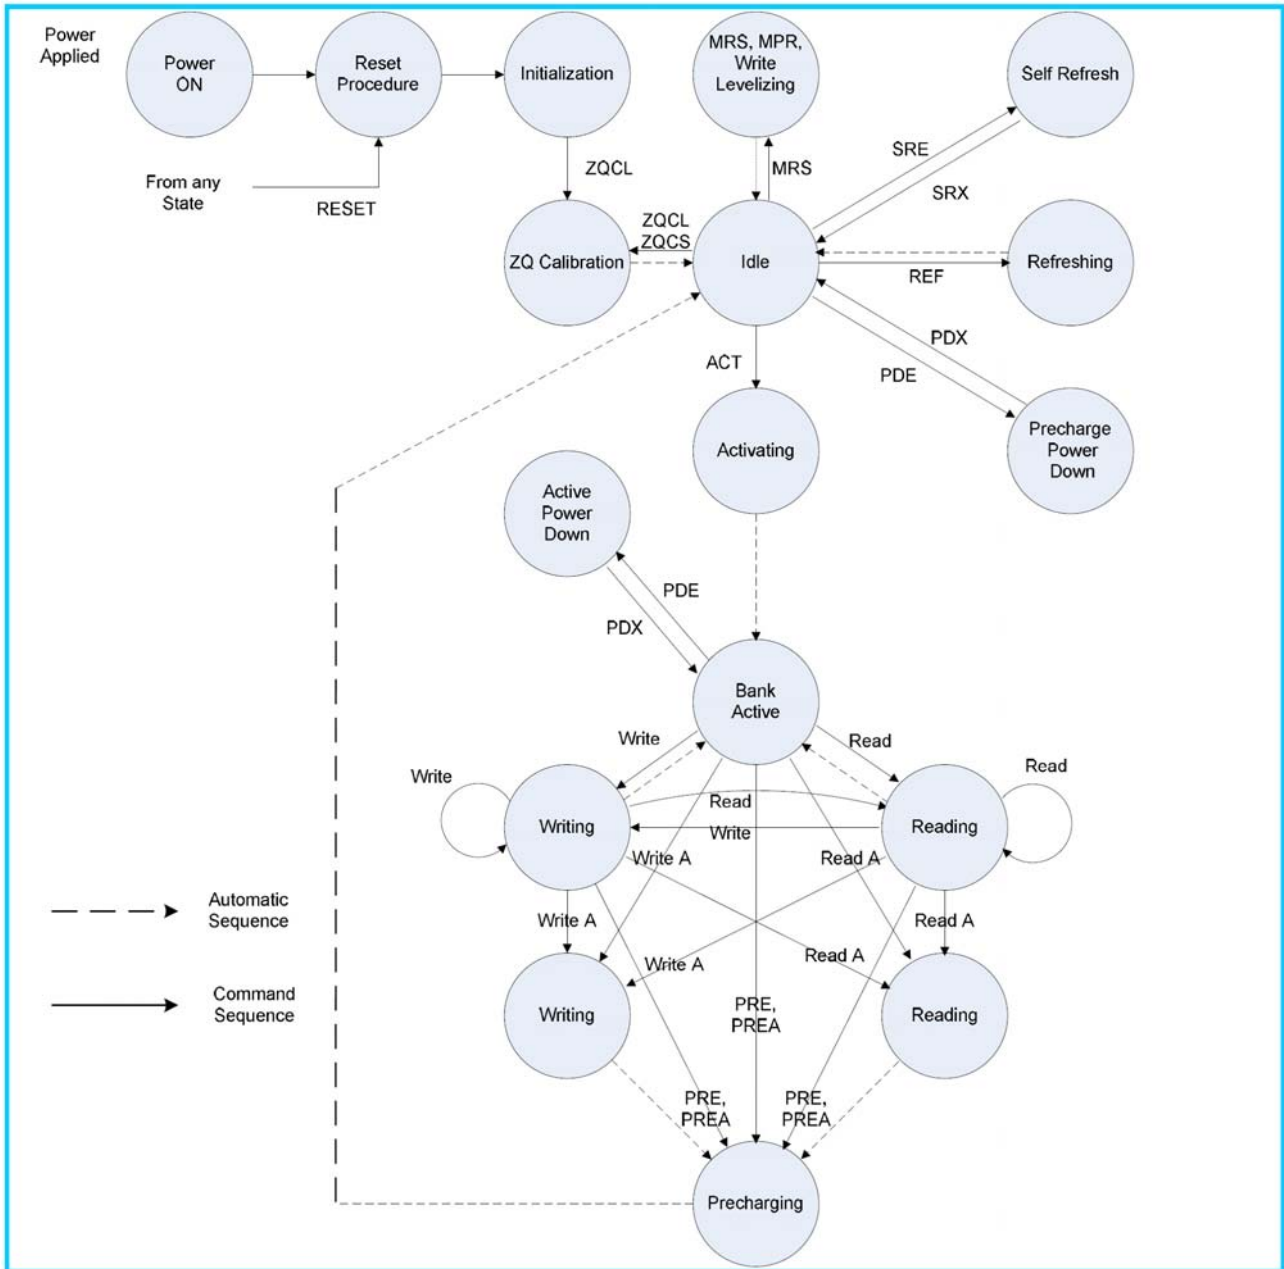 Power
Applied
Power
ON
Reset
Procedure
Initialization
MRS, MPR,
Write
Levelizing
Self Refresh
From any
State
RESET
ZQCL
MRS
SRE
SRX
ZQCL
ZQCS
ZQ Calibration
Idle
REF
Refreshing
ACT
PDX
PDE
Activating
Precharge
Power
Down
Active
Power
Down
PDE
PDX
Bank
Active
Write
Read
Write
Read
Read
Writing
Write
Reading
Write A
Read A
Automatic
Sequence
Write A
Read A
Write A
Read A
Command
Sequence
Writing
PRE,
PREA
Reading
PRE,
PREA
PRE,
PREA
Precharging